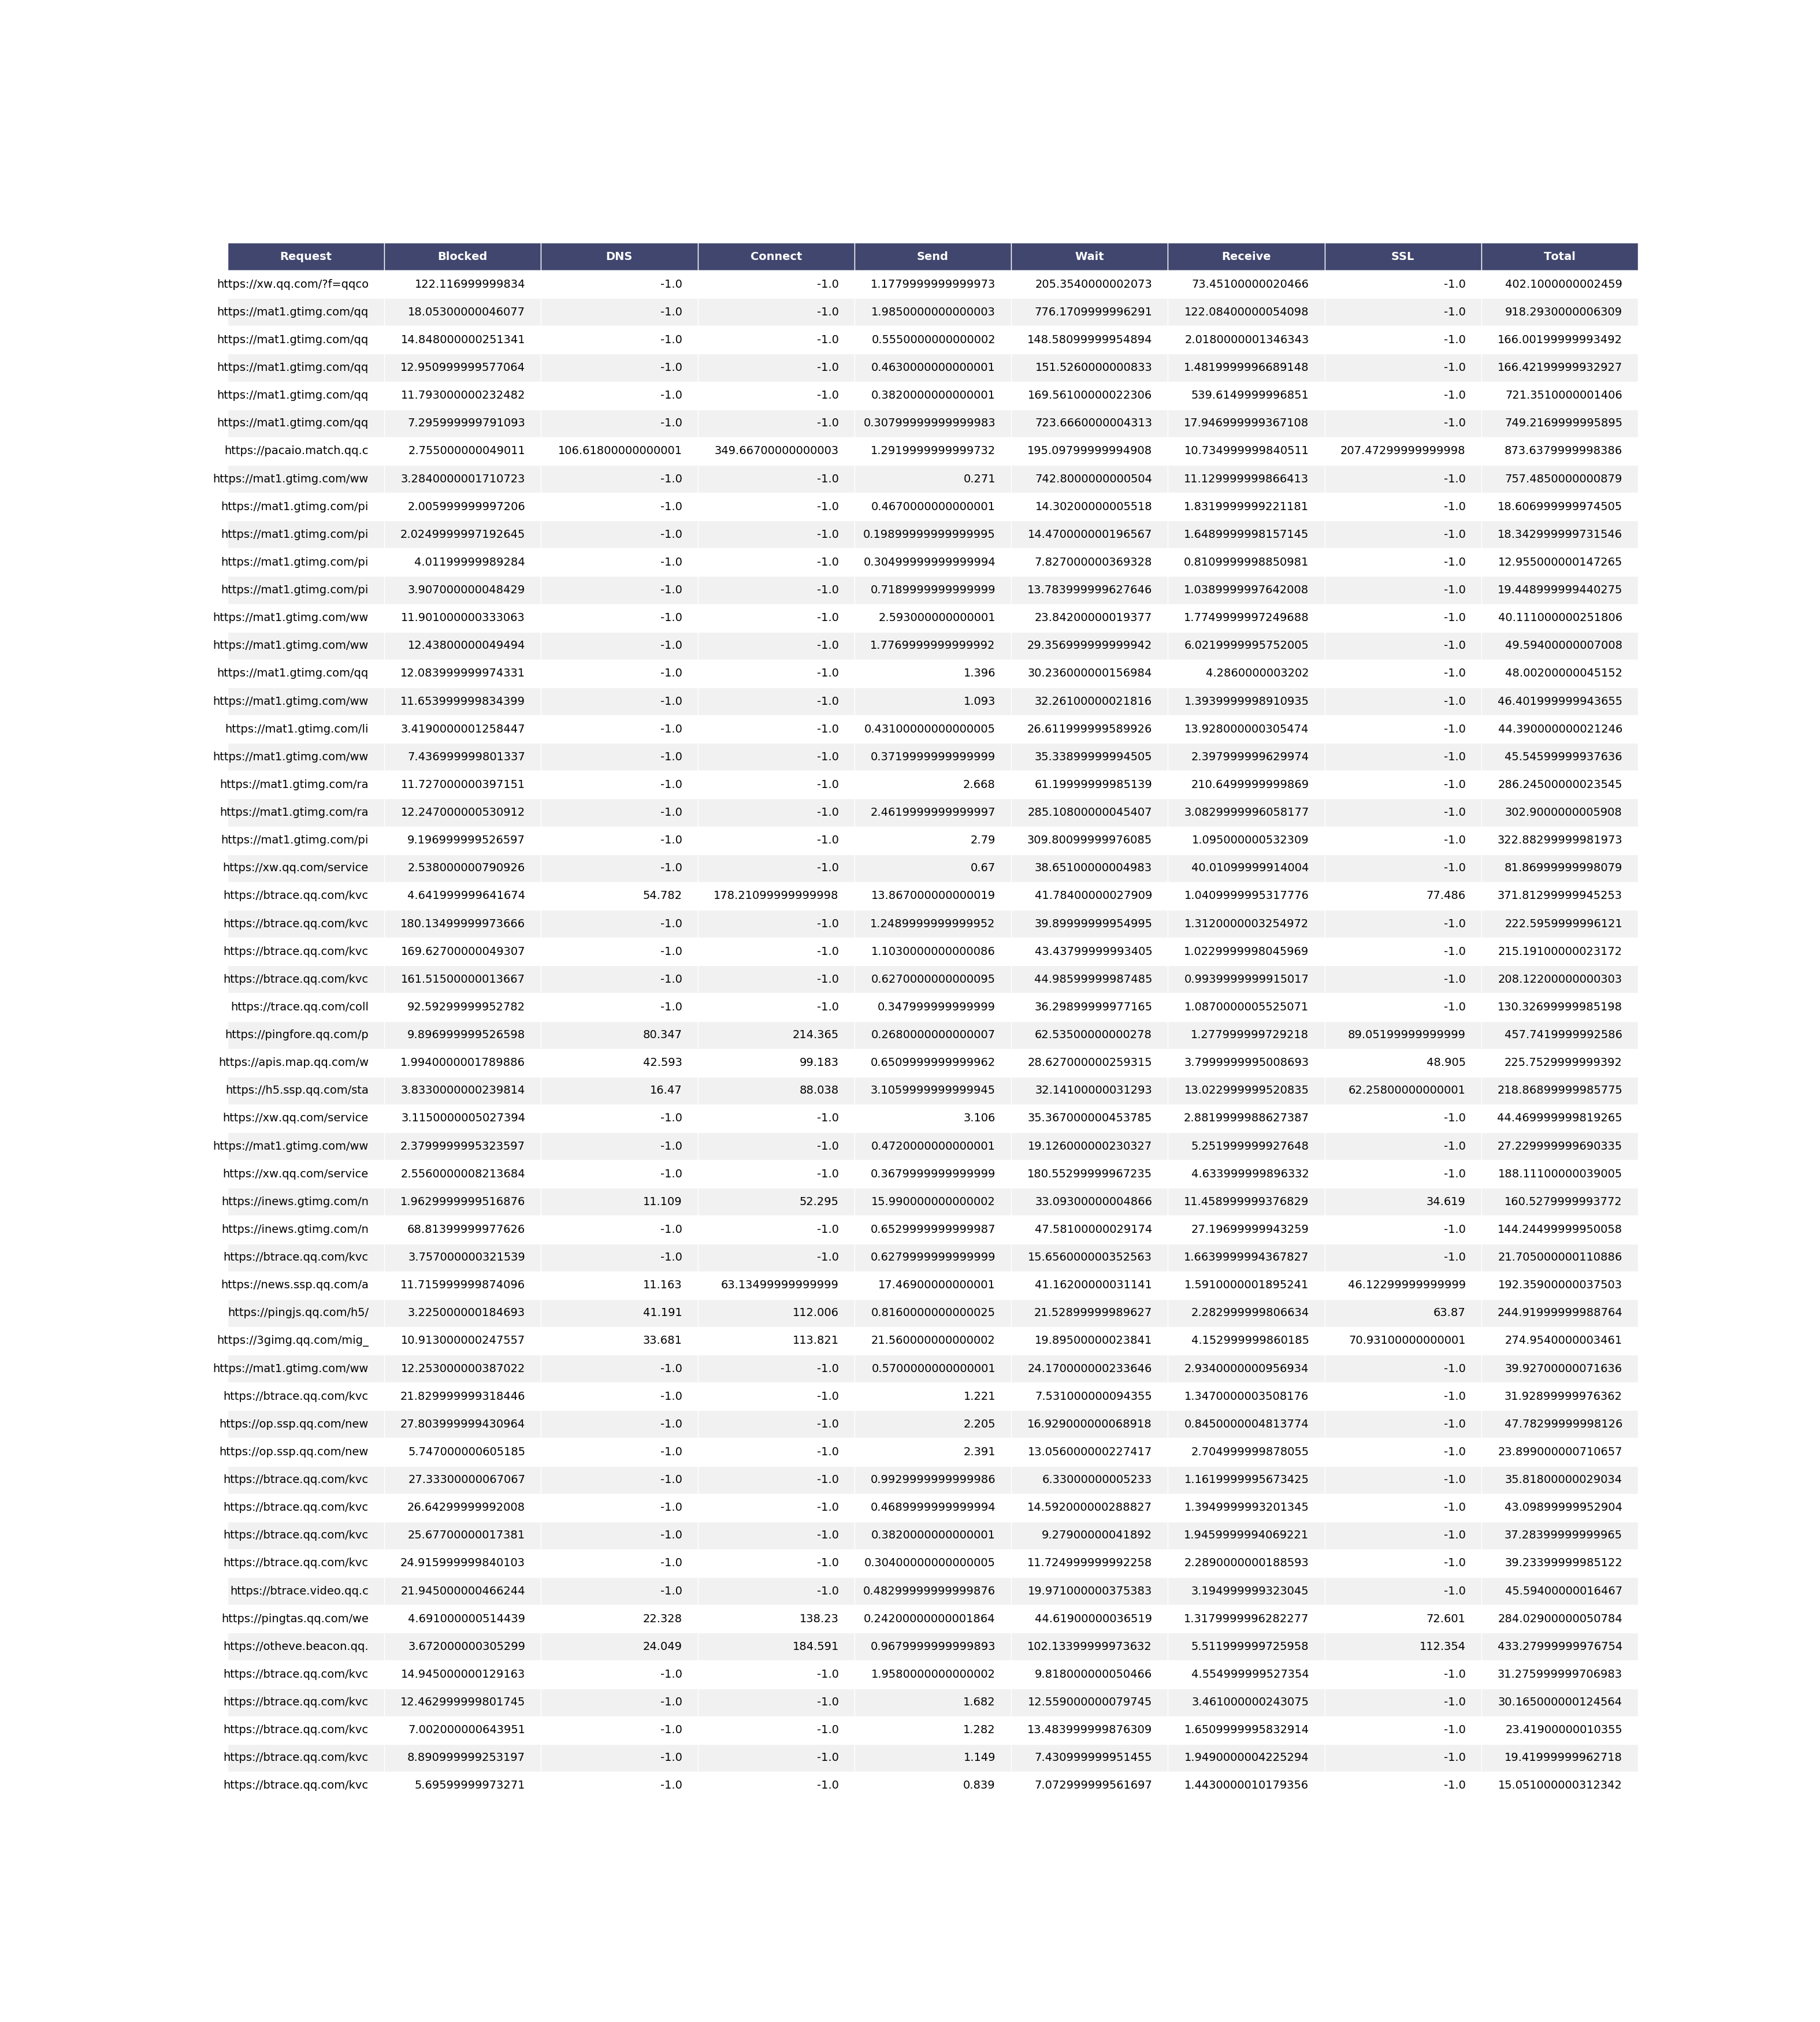 Request Blocked DNS Connect Send Wait Receive SSL Total
https://xw.qq.com/?f=qqco 122.116999999834 -1.0 -1.0 1.1779999999999973 205.3540000002073 73.45100000020466 -1.0 402.1000000002459
https://mat1.gtimg.com/qq 18.05300000046077 -1.0 -1.0 1.9850000000000003 776.1709999996291 122.08400000054098 -1.0 918.2930000006309
https://mat1.gtimg.com/qq 14.848000000251341 -1.0 -1.0 0.5550000000000002 148.58099999954894 2.0180000001346343 -1.0 166.00199999993492
https://mat1.gtimg.com/qq 12.950999999577064 -1.0 -1.0 0.4630000000000001 151.5260000000833 1.4819999996689148 -1.0 166.42199999932927
https://mat1.gtimg.com/qq 11.793000000232482 -1.0 -1.0 0.3820000000000001 169.56100000022306 539.6149999996851 -1.0 721.3510000001406
https://mat1.gtimg.com/qq 7.295999999791093 -1.0 -1.0 0.30799999999999983 723.6660000004313 17.946999999367108 -1.0 749.2169999995895
https://pacaio.match.qq.c 2.755000000049011 106.61800000000001 349.66700000000003 1.2919999999999732 195.09799999994908 10.734999999840511 207.47299999999998 873.6379999998386
https://mat1.gtimg.com/ww 3.2840000001710723 -1.0 -1.0 0.271 742.8000000000504 11.129999999866413 -1.0 757.4850000000879
https://mat1.gtimg.com/pi 2.005999999997206 -1.0 -1.0 0.4670000000000001 14.30200000005518 1.8319999999221181 -1.0 18.606999999974505
https://mat1.gtimg.com/pi 2.0249999997192645 -1.0 -1.0 0.19899999999999995 14.470000000196567 1.6489999998157145 -1.0 18.342999999731546
https://mat1.gtimg.com/pi 4.01199999989284 -1.0 -1.0 0.30499999999999994 7.827000000369328 0.8109999998850981 -1.0 12.955000000147265
https://mat1.gtimg.com/pi 3.907000000048429 -1.0 -1.0 0.7189999999999999 13.783999999627646 1.0389999997642008 -1.0 19.448999999440275
https://mat1.gtimg.com/ww 11.901000000333063 -1.0 -1.0 2.593000000000001 23.84200000019377 1.7749999997249688 -1.0 40.111000000251806
https://mat1.gtimg.com/ww 12.43800000049494 -1.0 -1.0 1.7769999999999992 29.356999999999942 6.0219999995752005 -1.0 49.59400000007008
https://mat1.gtimg.com/qq 12.083999999974331 -1.0 -1.0 1.396 30.236000000156984 4.2860000003202 -1.0 48.00200000045152
https://mat1.gtimg.com/ww 11.653999999834399 -1.0 -1.0 1.093 32.26100000021816 1.3939999998910935 -1.0 46.401999999943655
https://mat1.gtimg.com/li 3.4190000001258447 -1.0 -1.0 0.43100000000000005 26.611999999589926 13.928000000305474 -1.0 44.390000000021246
https://mat1.gtimg.com/ww 7.436999999801337 -1.0 -1.0 0.3719999999999999 35.33899999994505 2.397999999629974 -1.0 45.54599999937636
https://mat1.gtimg.com/ra 11.727000000397151 -1.0 -1.0 2.668 61.19999999985139 210.6499999999869 -1.0 286.24500000023545
https://mat1.gtimg.com/ra 12.247000000530912 -1.0 -1.0 2.4619999999999997 285.10800000045407 3.0829999996058177 -1.0 302.9000000005908
https://mat1.gtimg.com/pi 9.196999999526597 -1.0 -1.0 2.79 309.80099999976085 1.095000000532309 -1.0 322.88299999981973
https://xw.qq.com/service 2.538000000790926 -1.0 -1.0 0.67 38.65100000004983 40.01099999914004 -1.0 81.86999999998079
https://btrace.qq.com/kvc 4.641999999641674 54.782 178.21099999999998 13.867000000000019 41.78400000027909 1.0409999995317776 77.486 371.81299999945253
https://btrace.qq.com/kvc 180.13499999973666 -1.0 -1.0 1.2489999999999952 39.89999999954995 1.3120000003254972 -1.0 222.5959999996121
https://btrace.qq.com/kvc 169.62700000049307 -1.0 -1.0 1.1030000000000086 43.43799999993405 1.0229999998045969 -1.0 215.19100000023172
https://btrace.qq.com/kvc 161.51500000013667 -1.0 -1.0 0.6270000000000095 44.98599999987485 0.9939999999915017 -1.0 208.12200000000303
https://trace.qq.com/coll 92.59299999952782 -1.0 -1.0 0.347999999999999 36.29899999977165 1.0870000005525071 -1.0 130.32699999985198
https://pingfore.qq.com/p 9.896999999526598 80.347 214.365 0.2680000000000007 62.53500000000278 1.277999999729218 89.05199999999999 457.7419999992586
https://apis.map.qq.com/w 1.9940000001789886 42.593 99.183 0.6509999999999962 28.627000000259315 3.7999999995008693 48.905 225.7529999999392
https://h5.ssp.qq.com/sta 3.8330000000239814 16.47 88.038 3.1059999999999945 32.14100000031293 13.022999999520835 62.25800000000001 218.86899999985775
https://xw.qq.com/service 3.1150000005027394 -1.0 -1.0 3.106 35.367000000453785 2.8819999988627387 -1.0 44.469999999819265
https://mat1.gtimg.com/ww 2.3799999995323597 -1.0 -1.0 0.4720000000000001 19.126000000230327 5.251999999927648 -1.0 27.229999999690335
https://xw.qq.com/service 2.5560000008213684 -1.0 -1.0 0.3679999999999999 180.55299999967235 4.633999999896332 -1.0 188.11100000039005
https://inews.gtimg.com/n 1.9629999999516876 11.109 52.295 15.990000000000002 33.09300000004866 11.458999999376829 34.619 160.5279999993772
https://inews.gtimg.com/n 68.81399999977626 -1.0 -1.0 0.6529999999999987 47.58100000029174 27.19699999943259 -1.0 144.24499999950058
https://btrace.qq.com/kvc 3.757000000321539 -1.0 -1.0 0.6279999999999999 15.656000000352563 1.6639999994367827 -1.0 21.705000000110886
https://news.ssp.qq.com/a 11.715999999874096 11.163 63.13499999999999 17.46900000000001 41.16200000031141 1.5910000001895241 46.12299999999999 192.35900000037503
https://pingjs.qq.com/h5/ 3.225000000184693 41.191 112.006 0.8160000000000025 21.52899999989627 2.282999999806634 63.87 244.91999999988764
https://3gimg.qq.com/mig_ 10.913000000247557 33.681 113.821 21.560000000000002 19.89500000023841 4.152999999860185 70.93100000000001 274.9540000003461
https://mat1.gtimg.com/ww 12.253000000387022 -1.0 -1.0 0.5700000000000001 24.170000000233646 2.9340000000956934 -1.0 39.92700000071636
https://btrace.qq.com/kvc 21.829999999318446 -1.0 -1.0 1.221 7.531000000094355 1.3470000003508176 -1.0 31.92899999976362
https://op.ssp.qq.com/new 27.803999999430964 -1.0 -1.0 2.205 16.929000000068918 0.8450000004813774 -1.0 47.78299999998126
https://op.ssp.qq.com/new 5.747000000605185 -1.0 -1.0 2.391 13.056000000227417 2.704999999878055 -1.0 23.899000000710657
https://btrace.qq.com/kvc 27.33300000067067 -1.0 -1.0 0.9929999999999986 6.33000000005233 1.1619999995673425 -1.0 35.81800000029034
https://btrace.qq.com/kvc 26.64299999992008 -1.0 -1.0 0.4689999999999994 14.592000000288827 1.3949999993201345 -1.0 43.09899999952904
https://btrace.qq.com/kvc 25.67700000017381 -1.0 -1.0 0.3820000000000001 9.27900000041892 1.9459999994069221 -1.0 37.28399999999965
https://btrace.qq.com/kvc 24.915999999840103 -1.0 -1.0 0.30400000000000005 11.724999999992258 2.2890000000188593 -1.0 39.23399999985122
https://btrace.video.qq.c 21.945000000466244 -1.0 -1.0 0.48299999999999876 19.971000000375383 3.194999999323045 -1.0 45.59400000016467
https://pingtas.qq.com/we 4.691000000514439 22.328 138.23 0.24200000000001864 44.61900000036519 1.3179999996282277 72.601 284.02900000050784
https://otheve.beacon.qq. 3.672000000305299 24.049 184.591 0.9679999999999893 102.13399999973632 5.511999999725958 112.354 433.27999999976754
https://btrace.qq.com/kvc 14.945000000129163 -1.0 -1.0 1.9580000000000002 9.818000000050466 4.554999999527354 -1.0 31.275999999706983
https://btrace.qq.com/kvc 12.462999999801745 -1.0 -1.0 1.682 12.559000000079745 3.461000000243075 -1.0 30.165000000124564
https://btrace.qq.com/kvc 7.002000000643951 -1.0 -1.0 1.282 13.483999999876309 1.6509999995832914 -1.0 23.41900000010355
https://btrace.qq.com/kvc 8.890999999253197 -1.0 -1.0 1.149 7.430999999951455 1.9490000004225294 -1.0 19.41999999962718
https://btrace.qq.com/kvc 5.69599999973271 -1.0 -1.0 0.839 7.072999999561697 1.4430000010179356 -1.0 15.051000000312342